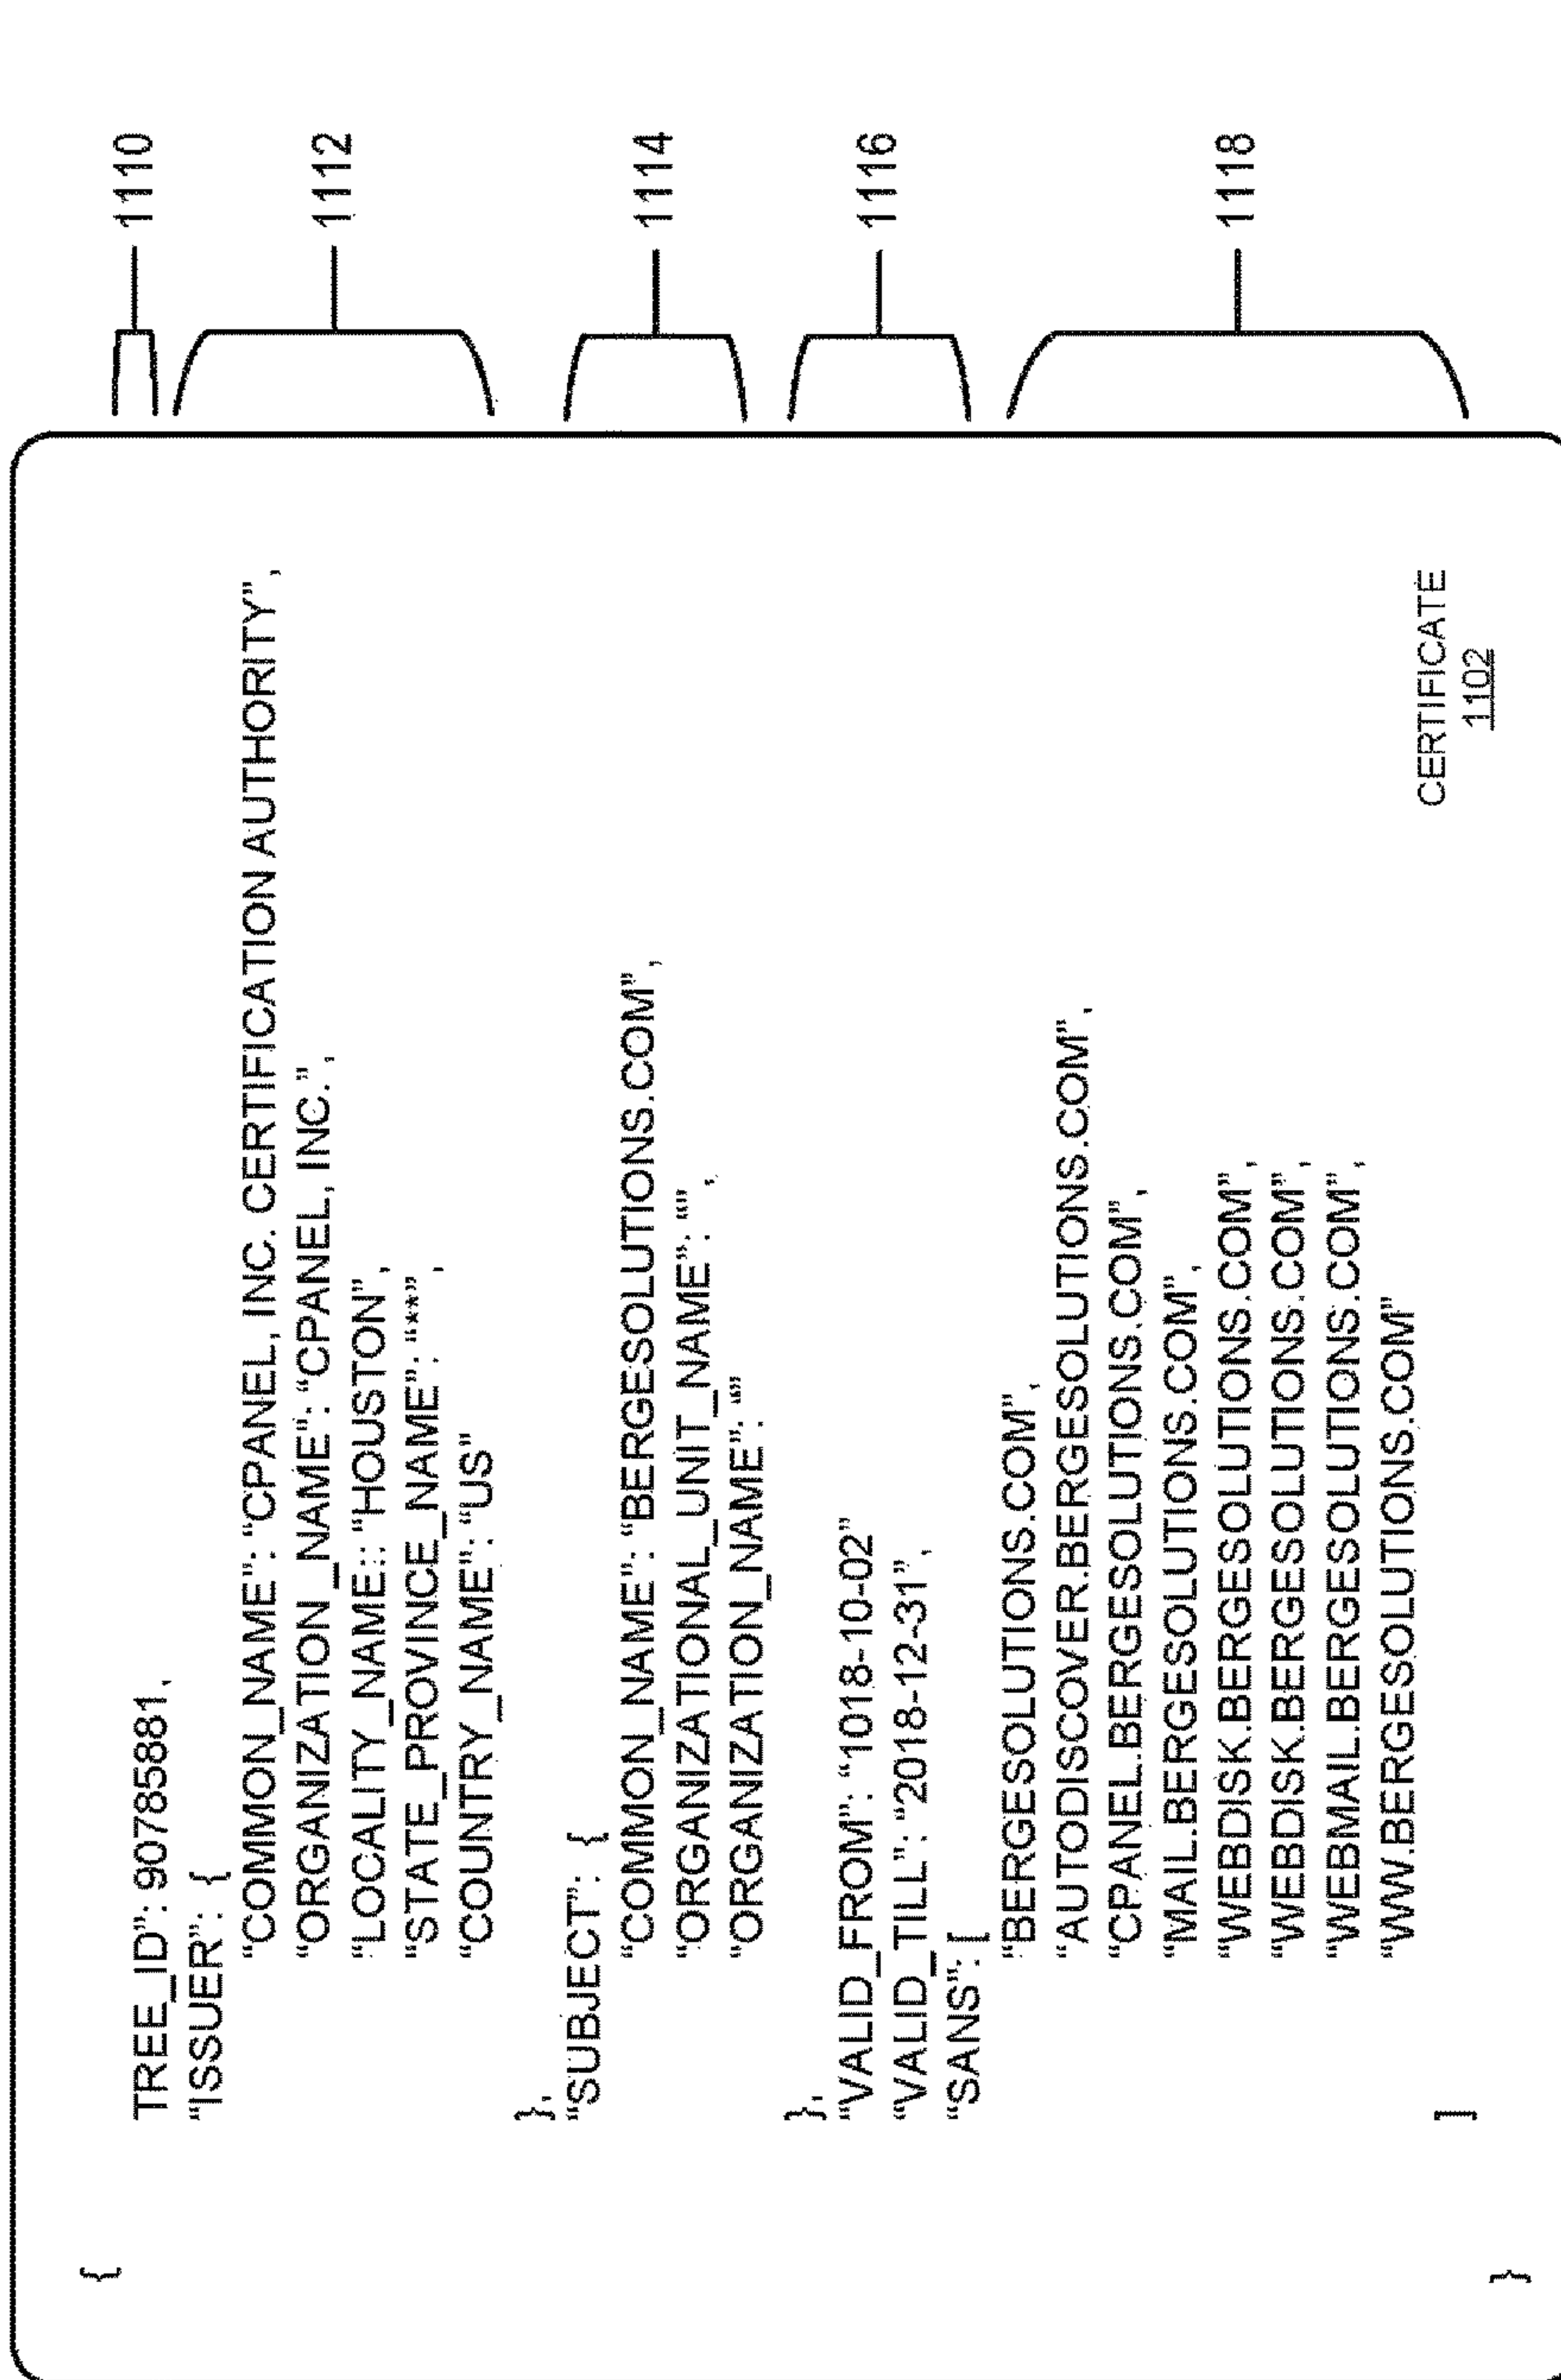 {
TREE_ID”: 90785881,
“ISSUER”: {
“COMMON_NAME”: “CPANEL, INC. CERTIFICATION AUTHORITY”,
“ORGANIZATION_NAME”: “CPANEL, INC.”,
“LOCALITY_NAME:: “HOUSTON”,
“STATE_PROVINCE_NAME”: “**”,
“COUNTRY_NAME”: “US”
},
“SUBJECT”: {
“COMMON_NAME”: “BERGESOLUTIONS.COM”,
“ORGANIZATIONAL_UNIT_NAME”: “”,
“ORGANIZATION_NAME”: “”
},
“VALID_FROM”: “1018-10-02”
“VALID_TILL”: “2018-12-31”,
“SANS”: [
“BERGESOLUTIONS.COM”,
“AUTODISCOVER.BERGESOLUTIONS.COM”,
“CPANEL.BERGESOLUTIONS.COM”,
“MAIL.BERGESOLUTIONS.COM”,
“WEBDISK.BERGESOLUTIONS.COM”,
“WEBDISK.BERGESOLUTIONS.COM”,
“WEBMAIL.BERGESOLUTIONS.COM”,
“WW.BERGESOLUTIONS.COM”
]
}
CERTIFICATE
1102
1110
1112
1114
1116
1118